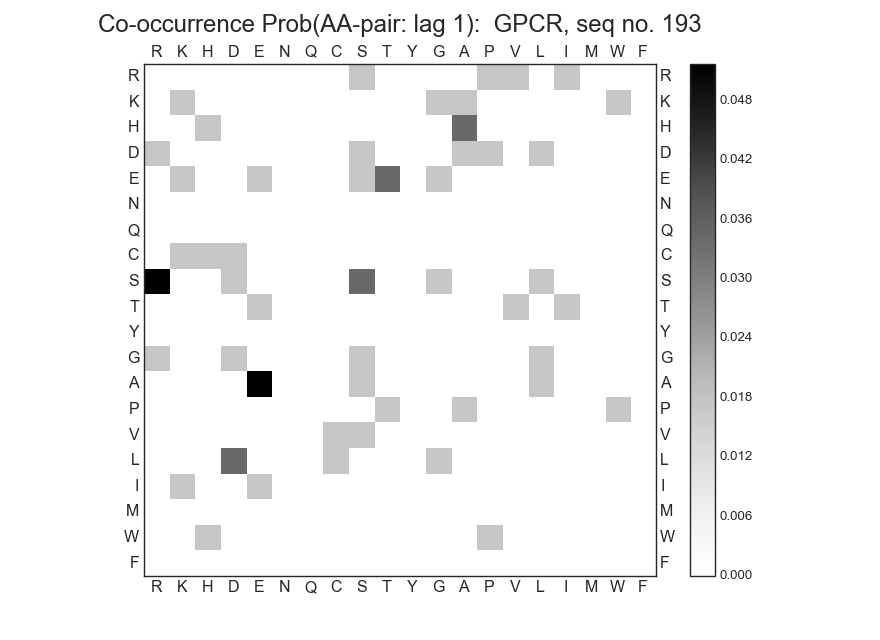 Co-occurrence Prob(AA-pair: lag 1):  GPCR, seq no. 193
R K H D E N Q C S T Y G A P V L I M W F
R R
K K 0.048
H H
D D 0.042
E E
N N 0.036
Q Q
C C
S S 0.030
T T
Y Y 0.024
G G
A A 0.018
P P
V V 0.012
L L
I I
M M 0.006
W W
F F 0.000
R K H D E N Q C S T Y G A P V L I M W F